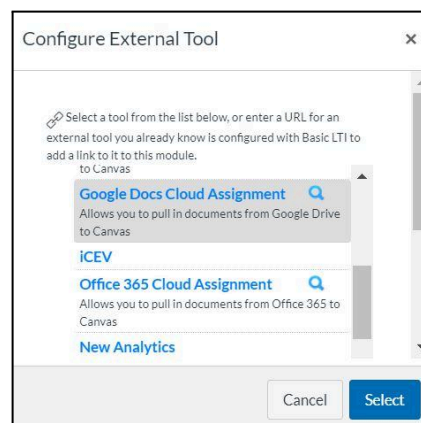 Configure External Tool ×
Select a tool from the list below, or enter a URL for an
external tool you already know is configured with Basic LTI to
add a link to it to this module.
to Canvas
Google Docs Cloud Assignment
Allows you to pull in documents from Google Drive
to Canvas
iCEV
Office 365 Cloud Assignment
Allows you to pull in documents from Office 365 to
Canvas
New Analytics
Cancel Select